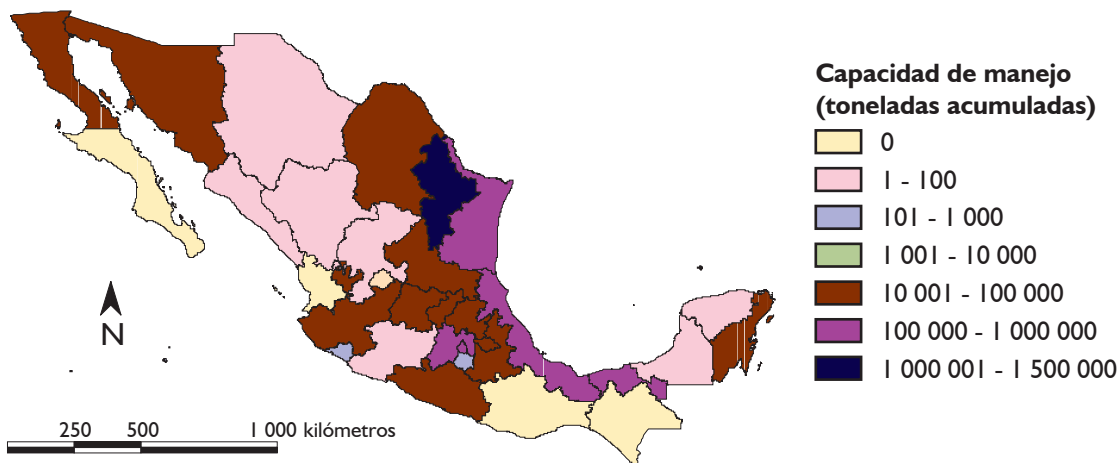 Capacidad de manejo
(toneladas acumuladas)
0
1 - 100
101 - 1 000
1 001 - 10 000
10 001 - 100 000
100 000 - 1 000 000
1 000 001 - 1 500 000
N
250 500 1 000 kilómetros